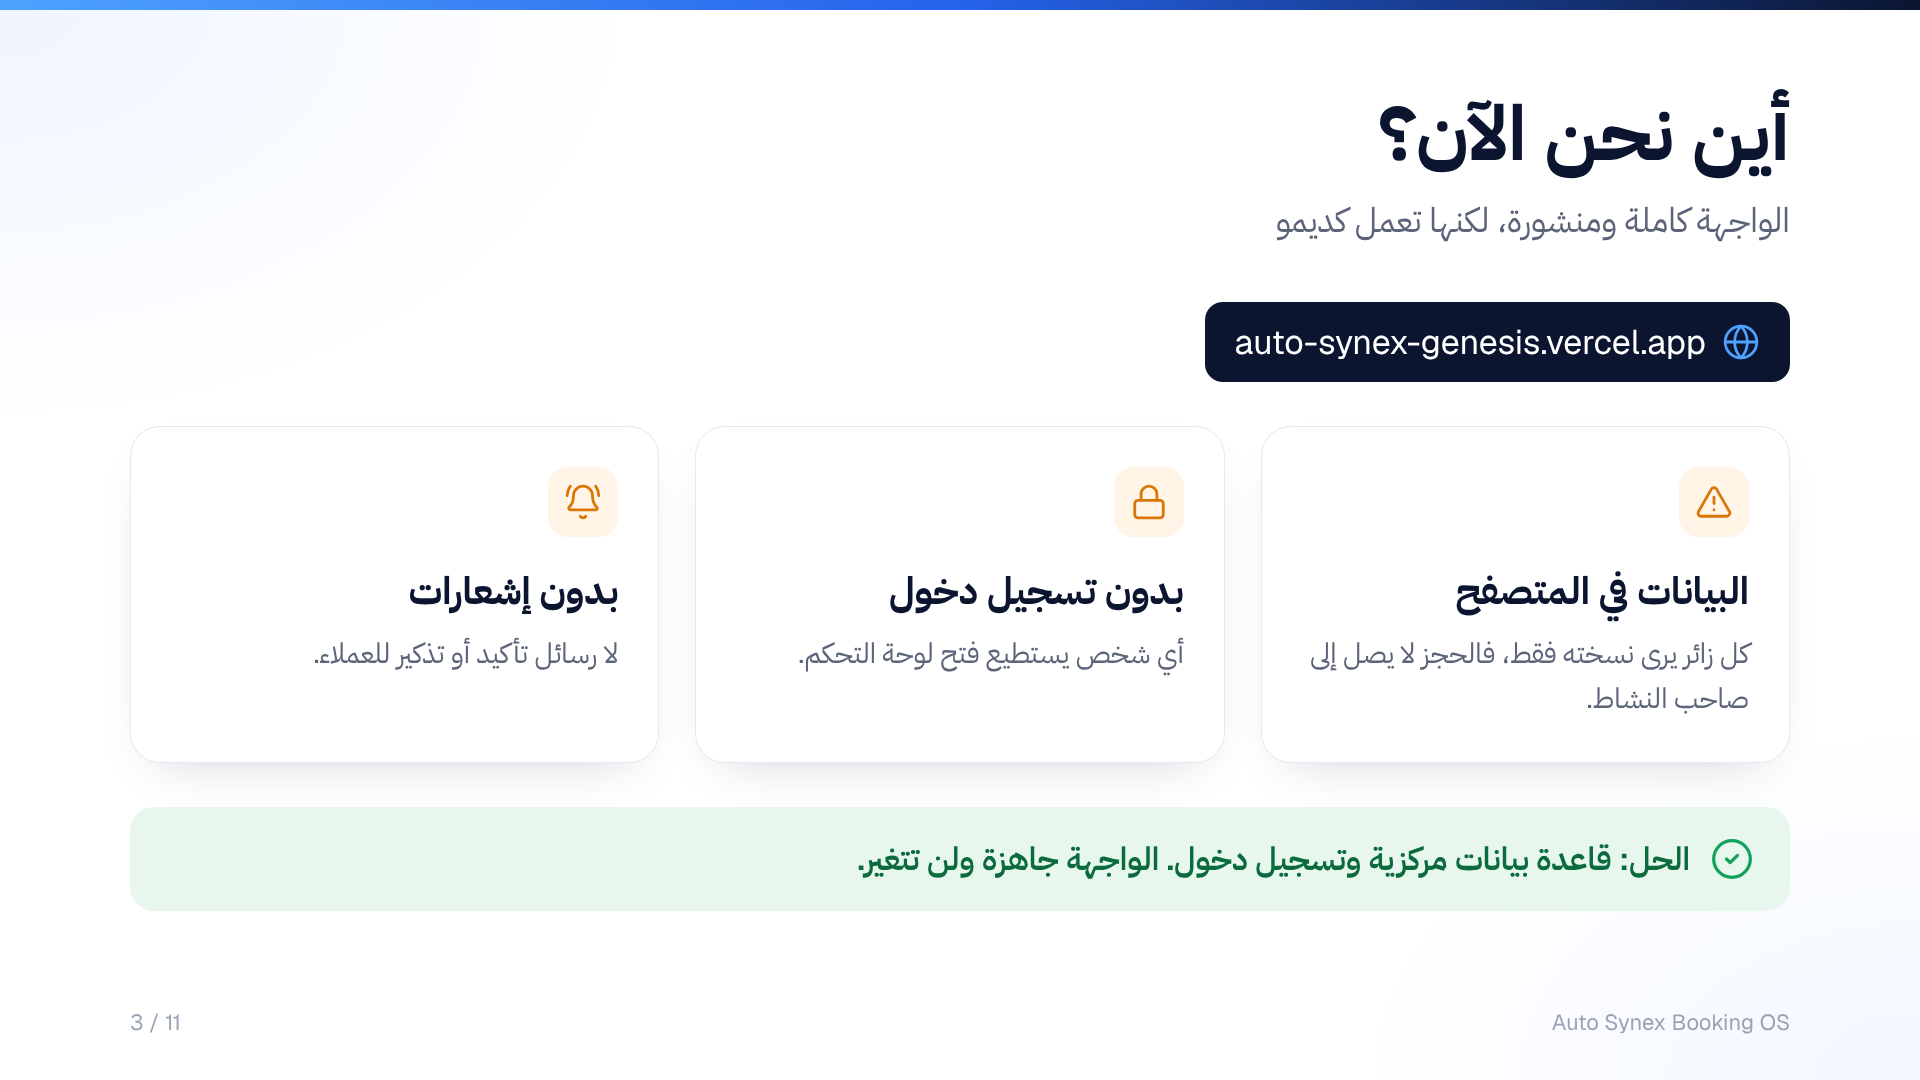 أين نحن الآن؟
الواجهة كاملة ومنشورة، لكنها تعمل كديمو
auto-synex-genesis.vercel.app
البيانات في المتصفح
كل زائر يرى نسخته فقط، فالحجز لا يصل إلى
صاحب النشاط.
بدون تسجيل دخول
أي شخص يستطيع فتح لوحة التحكم.
بدون إشعارات
لا رسائل تأكيد أو تذكير للعملاء.
الحل: قاعدة بيانات مركزية وتسجيل دخول. الواجهة جاهزة ولن تتغير.
Auto Synex Booking OS
3 / 11